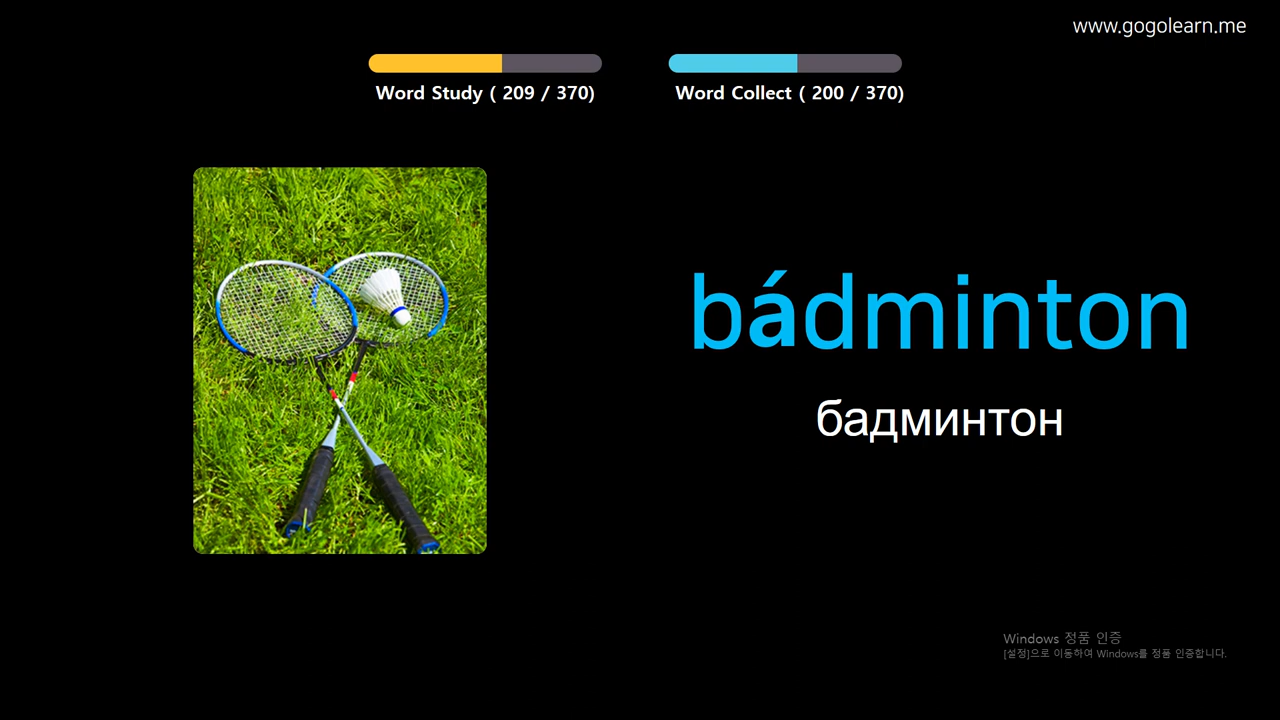 www.gogolearn.me
Word Study ( 209 / 370)
Word Collect ( 200 / 370)
bádminton
бадминтон
Windows 정품 인증
[설정]으로 이동하여 Windows를 정품 인증합니다.